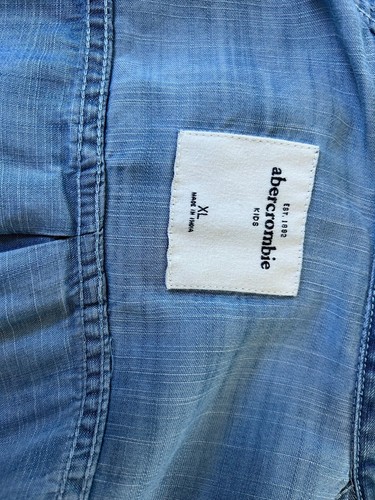 EST. 1892
abercrombie
KIDS
XL
MADE IN INDIA